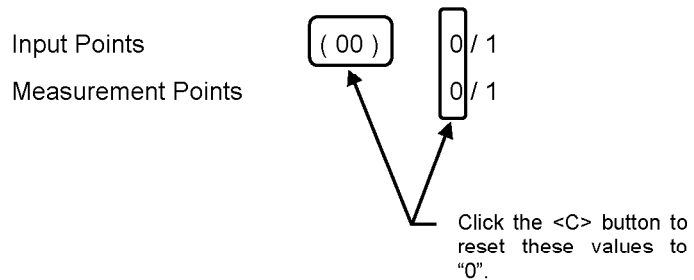 Input Points ( 00 ) 0 / 1
Measurement Points 0 / 1
Click the <C> button to
reset these values to
“0”.